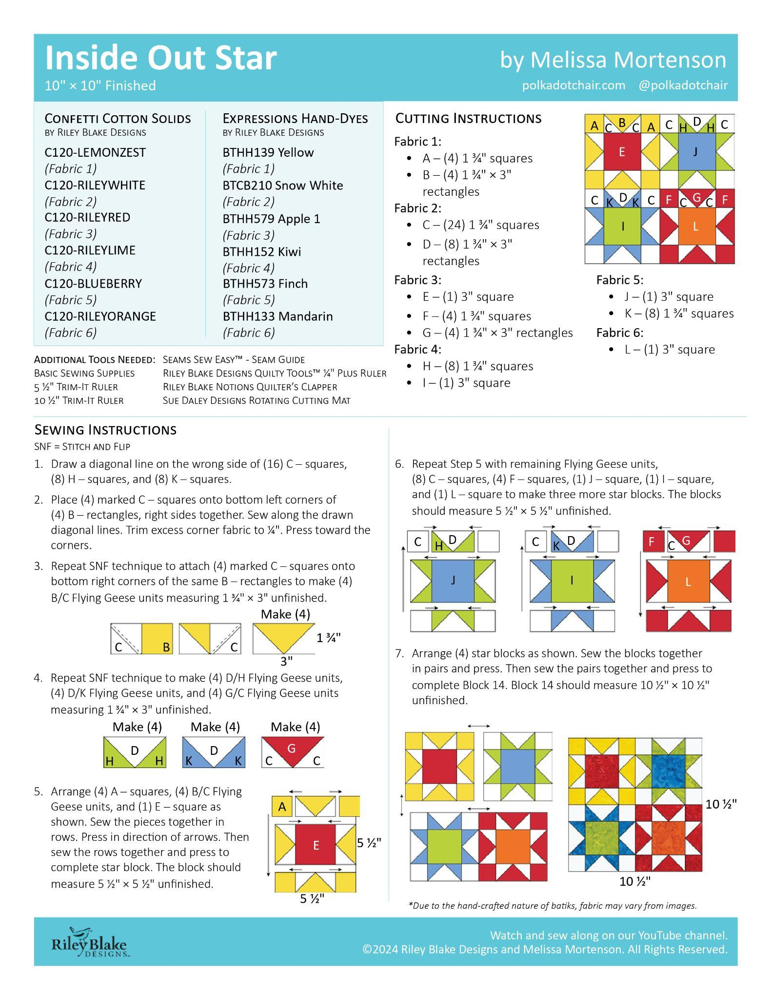 Inside Out Star
10" × 10" Finished
by Melissa Mortenson
polkadotchair.com @polkadotchair
Confetti Cotton Solids
by Riley Blake Designs
C120-LEMONZEST
(Fabric 1)
C120-RILEYWHITE
(Fabric 2)
C120-RILEYRED
(Fabric 3)
C120-RILEYLIME
(Fabric 4)
C120-BLUEBERRY
(Fabric 5)
C120-RILEYORANGE
(Fabric 6)
Expressions Hand-Dyes
by Riley Blake Designs
BTHH139 Yellow
(Fabric 1)
BTCB210 Snow White
(Fabric 2)
BTHH579 Apple 1
(Fabric 3)
BTHH152 Kiwi
(Fabric 4)
BTHH573 Finch
(Fabric 5)
BTHH133 Mandarin
(Fabric 6)
Additional Tools Needed:
Basic Sewing Supplies
5 ½" Trim-It Ruler
10 ½" Trim-It Ruler
Seams Sew Easy™ - Seam Guide
Riley Blake Designs Quilty Tools™ ¼" Plus Ruler
Riley Blake Notions Quilter's Clapper
Sue Daley Designs Rotating Cutting Mat
Cutting Instructions
Fabric 1:
• A – (4) 1 ¾" squares
• B – (4) 1 ¾" × 3"
rectangles
Fabric 2:
• C – (24) 1 ¾" squares
• D – (8) 1 ¾" × 3"
rectangles
Fabric 3:
• E – (1) 3" square
• F – (4) 1 ¾" squares
• G – (4) 1 ¾" × 3" rectangles
Fabric 4:
• H – (8) 1 ¾" squares
• I – (1) 3" square
A C B C A C H D H C
E J
C K D K C F C G C F
I L
Fabric 5:
• J – (1) 3" square
• K – (8) 1 ¾" squares
Fabric 6:
• L – (1) 3" square
Sewing Instructions
SNF = Stitch and Flip
1. Draw a diagonal line on the wrong side of (16) C – squares,
(8) H – squares, and (8) K – squares.
2. Place (4) marked C – squares onto bottom left corners of
(4) B – rectangles, right sides together. Sew along the drawn
diagonal lines. Trim excess corner fabric to ¼". Press toward the
corners.
3. Repeat SNF technique to attach (4) marked C – squares onto
bottom right corners of the same B – rectangles to make (4)
B/C Flying Geese units measuring 1 ¾" × 3" unfinished.
Make (4)
C B C
1 ¾"
3"
4. Repeat SNF technique to make (4) D/H Flying Geese units,
(4) D/K Flying Geese units, and (4) G/C Flying Geese units
measuring 1 ¾" × 3" unfinished.
Make (4) Make (4) Make (4)
H D H K D K C G C
5. Arrange (4) A – squares, (4) B/C Flying
Geese units, and (1) E – square as
shown. Sew the pieces together in
rows. Press in direction of arrows. Then
sew the rows together and press to
complete star block. The block should
measure 5 ½" × 5 ½" unfinished.
A
E
5 ½"
5 ½"
6. Repeat Step 5 with remaining Flying Geese units,
(8) C – squares, (4) F – squares, (1) J – square, (1) I – square,
and (1) L – square to make three more star blocks. The blocks
should measure 5 ½" × 5 ½" unfinished.
C H D C K D F C G
J I L
7. Arrange (4) star blocks as shown. Sew the blocks together
in pairs and press. Then sew the pairs together and press to
complete Block 14. Block 14 should measure 10 ½" × 10 ½"
unfinished.
10 ½"
10 ½"
*Due to the hand-crafted nature of batiks, fabric may vary from images.
Riley Blake
DESIGNS™
Watch and sew along on our YouTube channel.
©2024 Riley Blake Designs and Melissa Mortenson. All Rights Reserved.